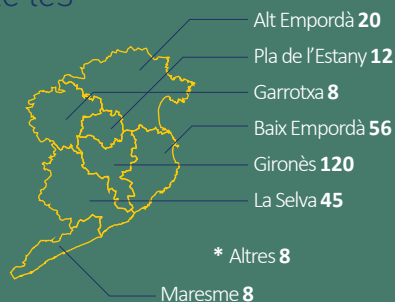 les
Alt Empordà 20
Pla de l'Estany 12
Garrotxa 8
Baix Empordà 56
Gironès 120
La Selva 45
* Altres 8
Maresme 8